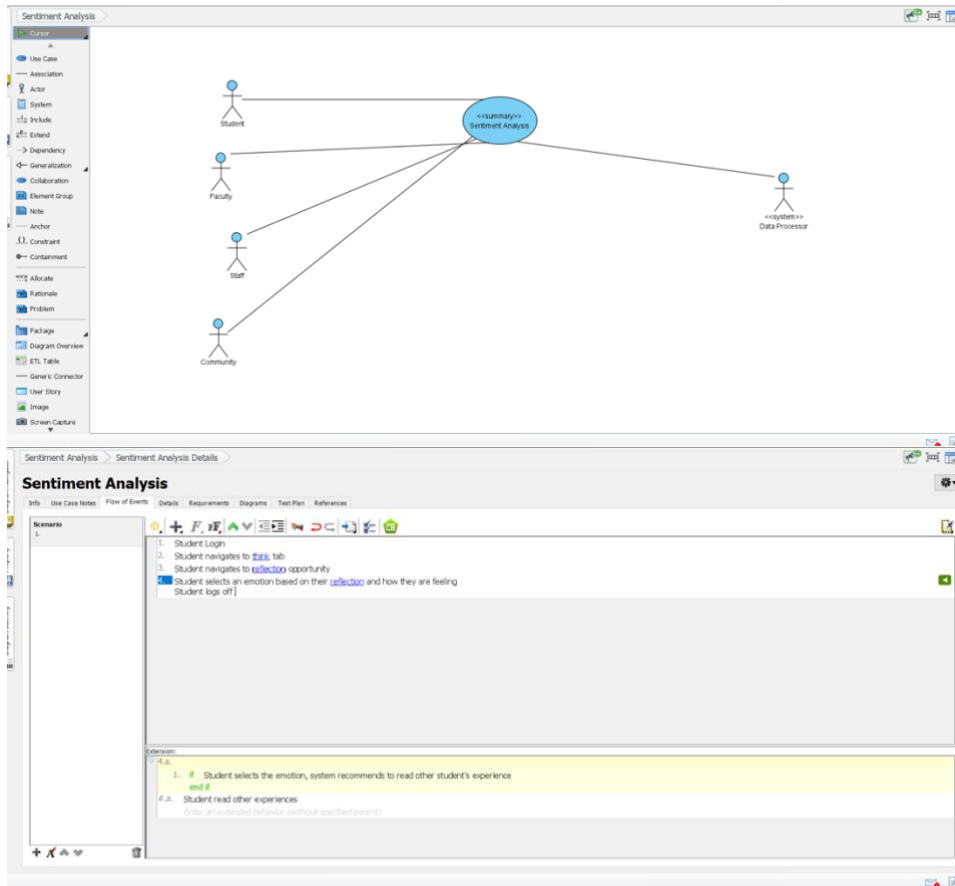 Sentiment Analysis
Cursor
Use Case
Association
Actor
System
Include
Extend
Dependency
Generalization
Collaboration
Element Group
Note
Anchor
Constraint
Containment
Allocate
Rationale
Problem
Package
Diagram Overview
ETL Table
Generic Connector
User Story
Image
Screen Capture
Student
Faculty
Staff
Community
<<summary>>
Sentiment Analysis
<<system>>
Data Processor
Sentiment Analysis Sentiment Analysis Details
Sentiment Analysis
Info Use Case Notes Flow of Events Details Requirements Diagrams Test Plan References
Scenario
1.
1. Student Login
2. Student navigates to think tab
3. Student navigates to reflection opportunity
4. Student selects an emotion based on their reflection and how they are feeling
Student logs off
Extension:
4.a.
1. if Student selects the emotion, system recommends to read other student's experience
end if
#.a. Student read other experiences
Enter an extended behavior (without specified parent)